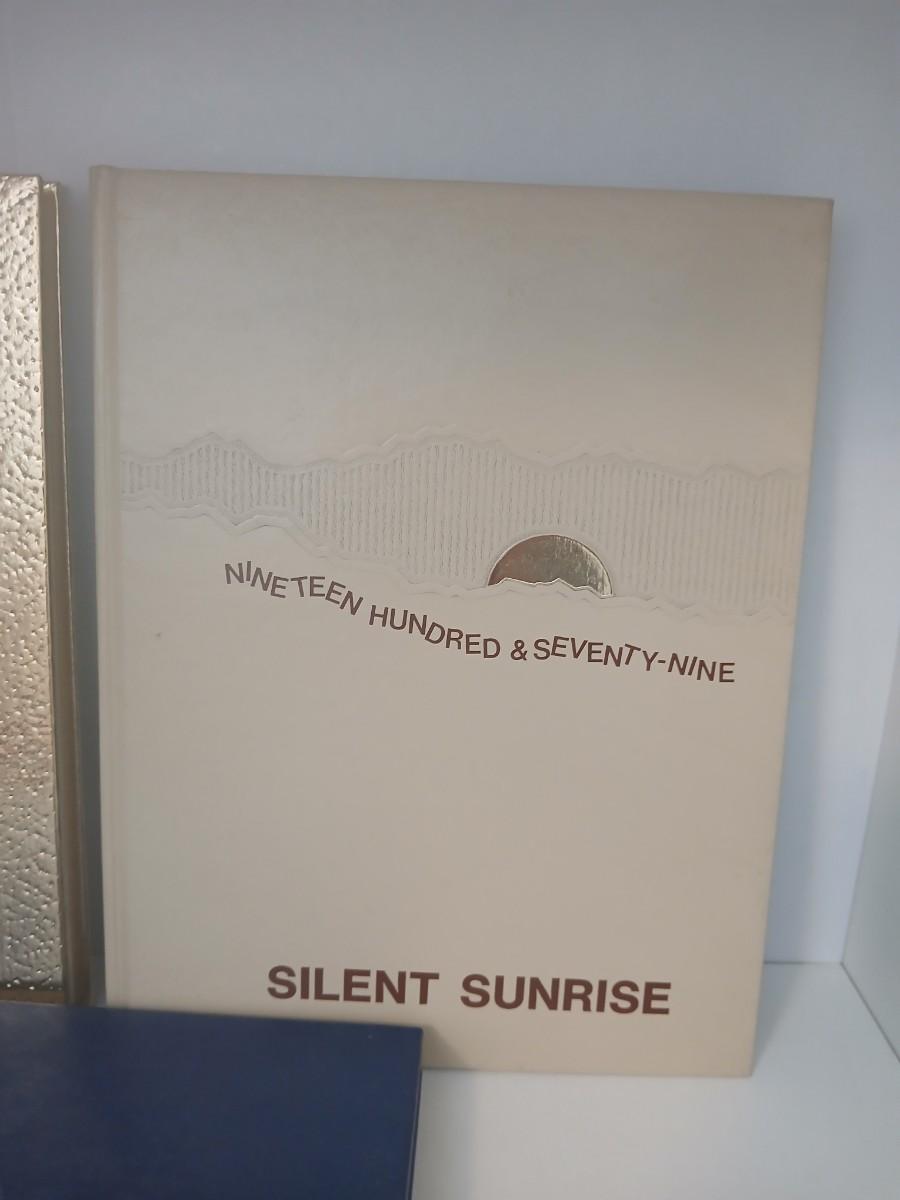 NINETEEN HUNDRED & SEVENTY-NINE
SILENT SUNRISE